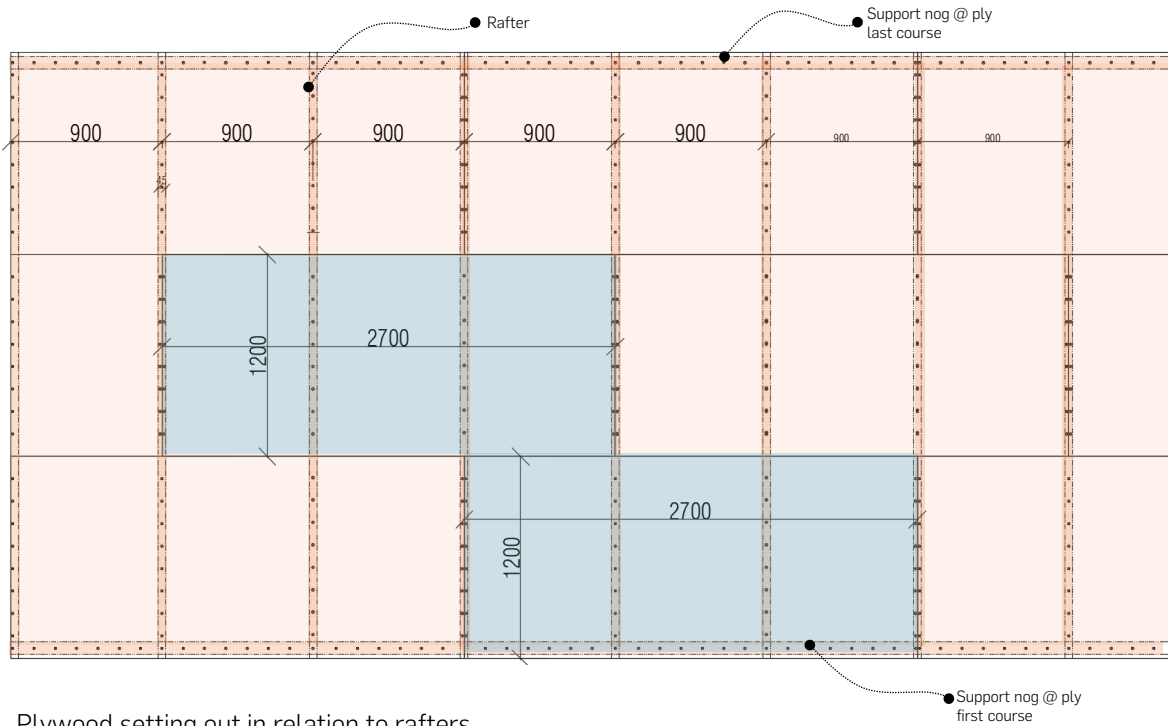 Rafter
Support nog @ ply
last course
900
900
900
900
900
900
900
45
2700
1200
2700
1200
Support nog @ ply
first course
Plywood setting out in relation to rafters